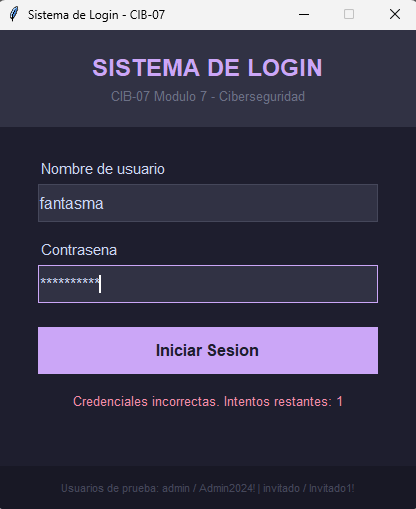 Sistema de Login - CIB-07
SISTEMA DE LOGIN
CIB-07 Modulo 7 - Ciberseguridad
Nombre de usuario
fantasma
Contrasena
**********
Iniciar Sesion
Credenciales incorrectas. Intentos restantes: 1
Usuarios de prueba: admin / Admin2024! | invitado / Invitado1!